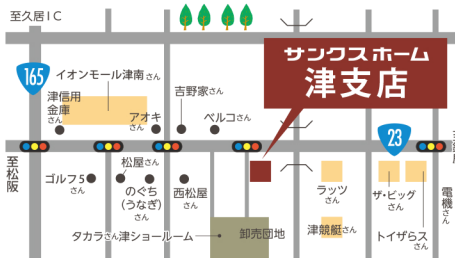 至久居IC
サンクスホーム
津支店
165
イオンモール津南さん
津信用
金庫
さん
アオキ
さん
吉野家さん
ベルコさん
23
至松阪
ゴルフ5
さん
松屋さん
のぐち
(うなぎ)
さん
西松屋
さん
ラッツ
さん
ザ・ビッグ
さん
電機さん
タカラさん津ショールーム
卸売団地
津競艇さん
トイザらス
さん